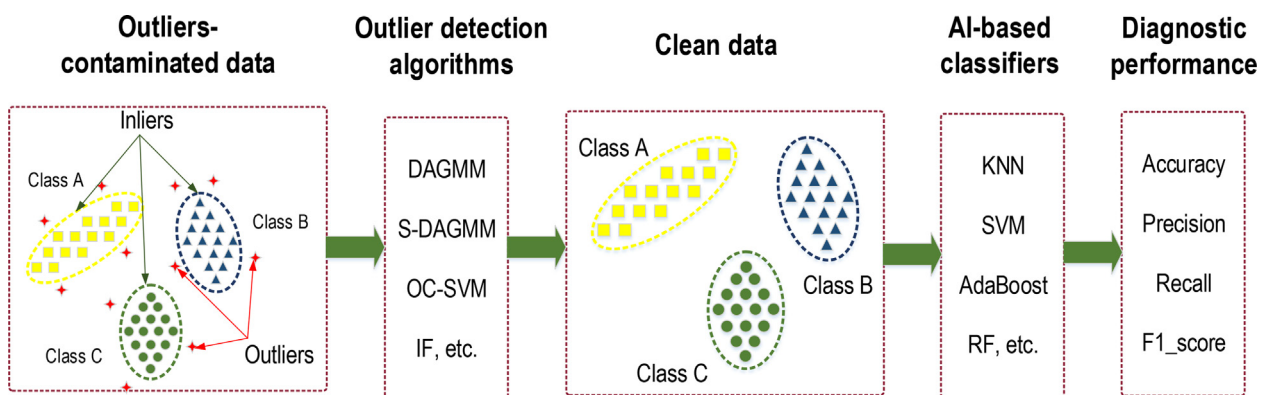 Outliers-
contaminated data
Inliers
Class A
Class B
Class C
Outliers
Outlier detection
algorithms
DAGMM
S-DAGMM
OC-SVM
IF, etc.
Clean data
Class A
Class B
Class C
AI-based
classifiers
KNN
SVM
AdaBoost
RF, etc.
Diagnostic
performance
Accuracy
Precision
Recall
F1_score